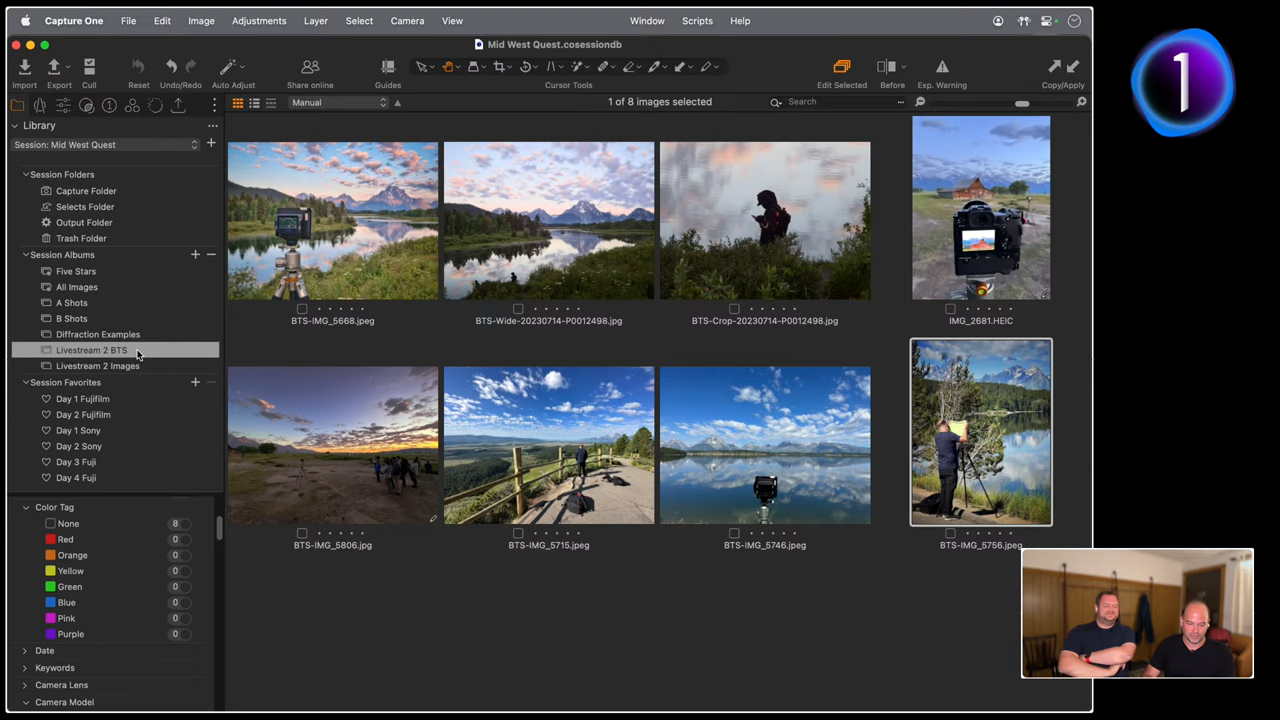 Capture One File Edit Image Adjustments Layer Select Camera View Window Scripts Help
Mid West Quest.cosessiondb
Import Export Cull Reset Undo/Redo Auto Adjust Share online Guides Cursor Tools Edit Selected Before Exp. Warning Copy/Apply
Manual 1 of 8 images selected Search
Library
Session: Mid West Quest
Session Folders
Capture Folder
Selects Folder
Output Folder
Trash Folder
Session Albums
Five Stars
All Images
A Shots
B Shots
Diffraction Examples
Livestream 2 BTS
Livestream 2 Images
Session Favorites
Day 1 Fujifilm
Day 2 Fujifilm
Day 1 Sony
Day 2 Sony
Day 3 Fuji
Day 4 Fuji
Color Tag
None 8
Red 0
Orange 0
Yellow 0
Green 0
Blue 0
Pink 0
Purple 0
Date
Keywords
Camera Lens
Camera Model
BTS-IMG_5668.jpeg BTS-Wide-20230714-P0012498.jpg BTS-Crop-20230714-P0012498.jpg IMG_2681.HEIC
BTS-IMG_5806.jpg BTS-IMG_5715.jpeg BTS-IMG_5746.jpeg BTS-IMG_5756.jpeg
1